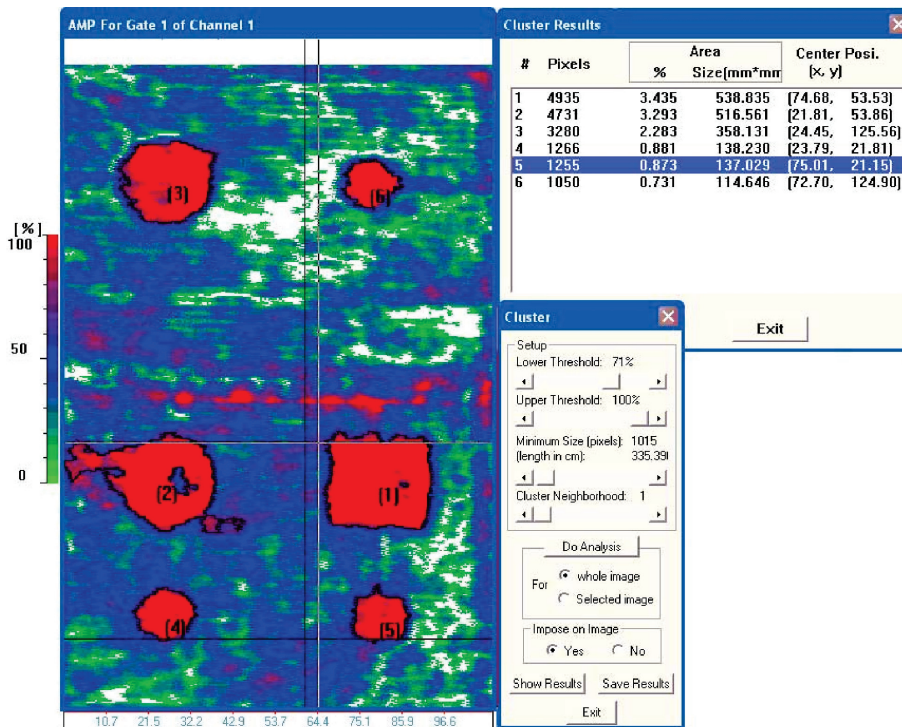 AMP For Gate 1 of Channel 1
[%]
100
50
0
(3)
(6)
(2)
(1)
(4)
(5)
10.7 21.5 32.2 42.9 53.7 64.4 75.1 85.9 96.6
Cluster Results
# Pixels Area Center Posi.
% Size(mm*mm (x, y)
1 4935 3.435 538.835 (74.68, 53.53)
2 4731 3.293 516.561 (21.81, 53.86)
3 3280 2.283 358.131 (24.45, 125.56)
4 1266 0.881 138.230 (23.79, 21.81)
5 1255 0.873 137.029 (75.01, 21.15)
6 1050 0.731 114.646 (72.70, 124.90)
Exit
Cluster
Setup
Lower Threshold: 71%
Upper Threshold: 100%
Minimum Size (pixels): 1015
(length in cm): 335.39
Cluster Neighborhood: 1
Do Analysis
For whole image
Selected image
Impose on Image
Yes No
Show Results Save Results
Exit